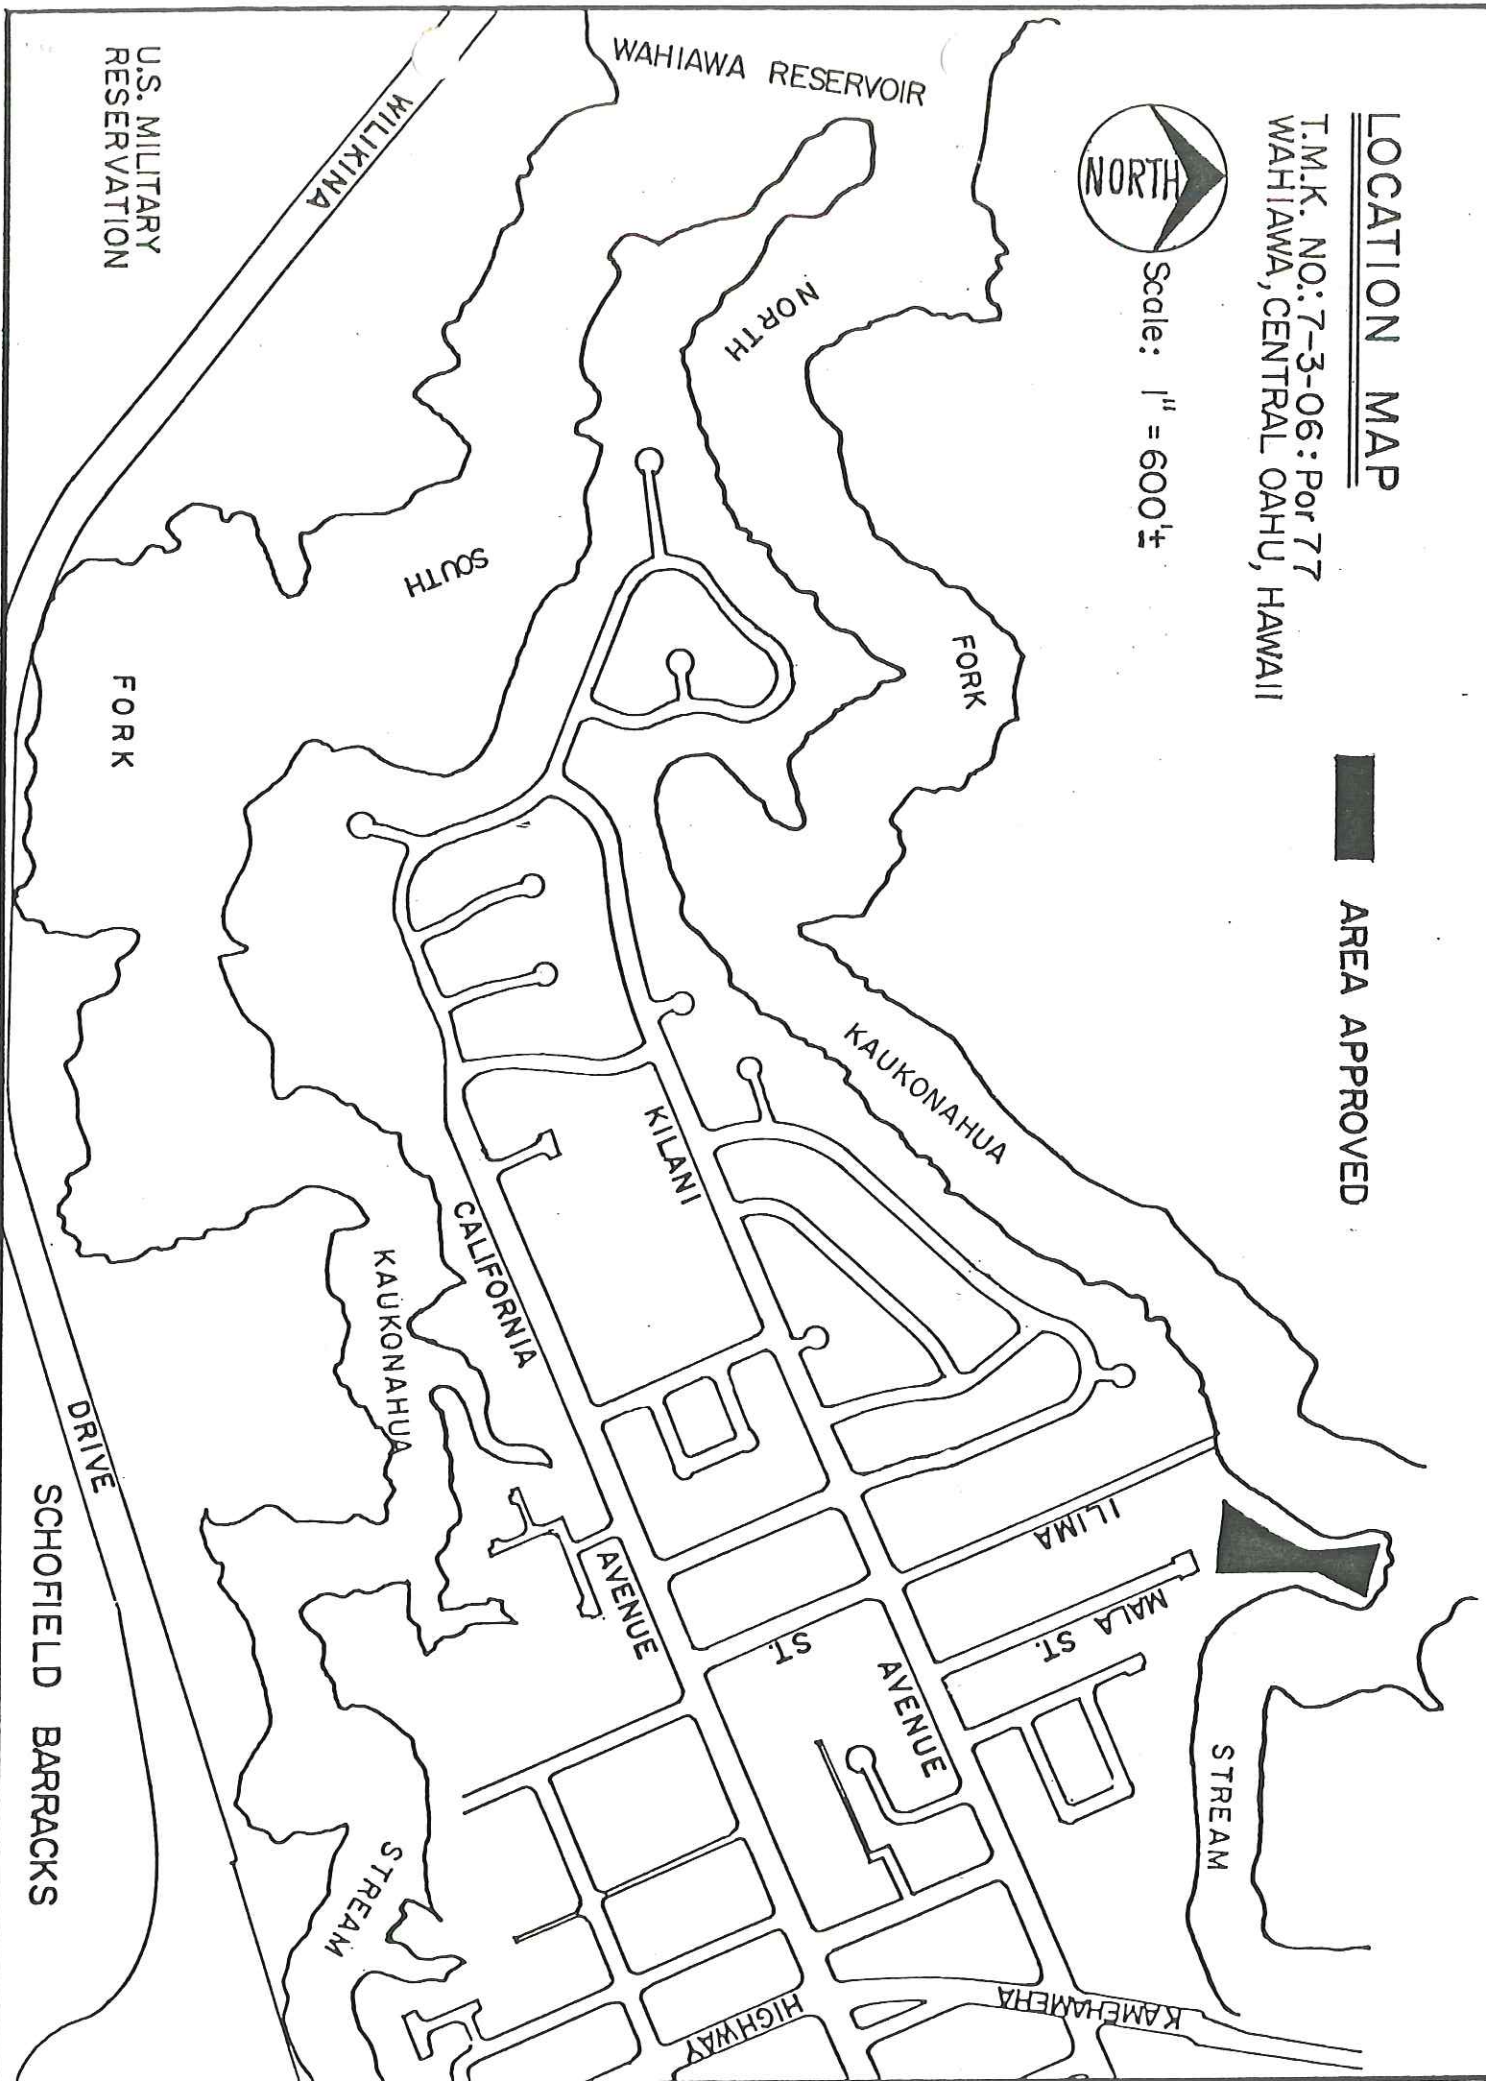 LOCATION MAP
T.M.K. NO.: 7-3-06: Por 77
WAHIAWA, CENTRAL OAHU, HAWAII
AREA APPROVED
NORTH
Scale: 1" = 600'±
WAHIAWA RESERVOIR
NORTH
FORK
KAUKONAHUA
STREAM
KILANI
AVENUE
ILIMA
ST.
MALA
ST.
KAMEHAMEHA
HIGHWAY
CALIFORNIA
AVENUE
SOUTH
FORK
KAUKONAHUA
STREAM
WILIKINA
DRIVE
U.S. MILITARY
RESERVATION
SCHOFIELD BARRACKS